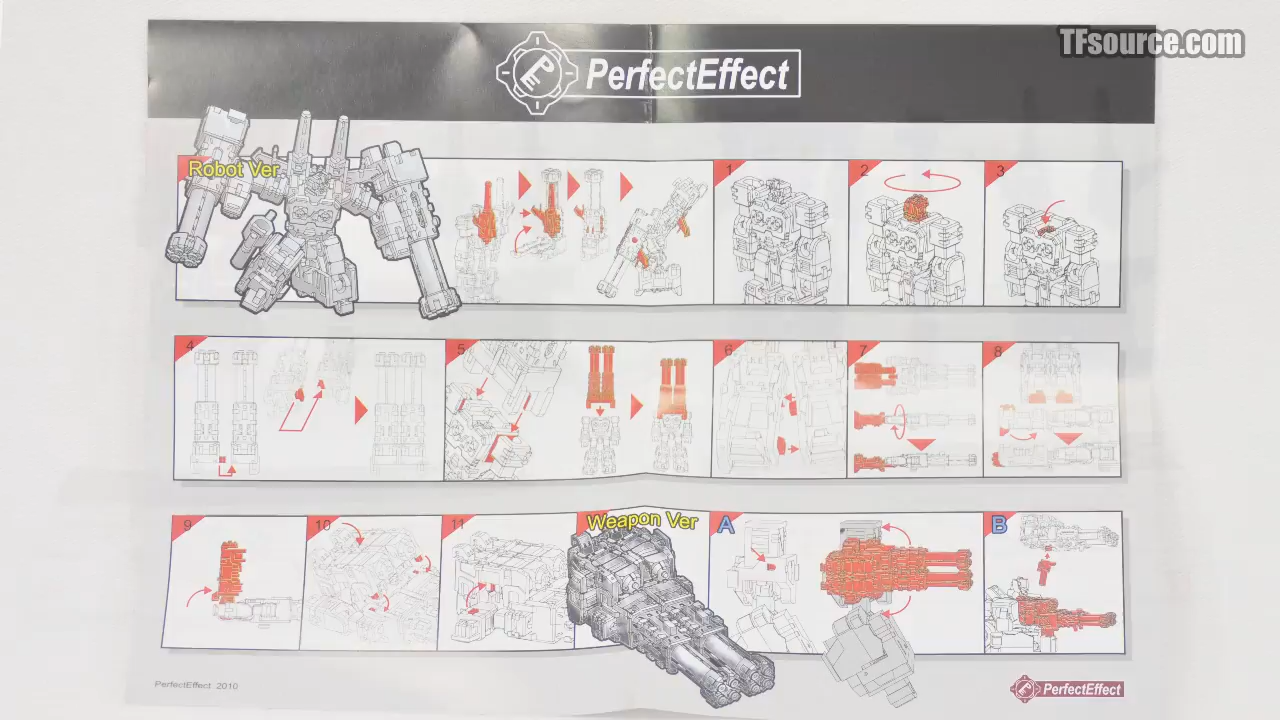 TFsource.com
PE PerfectEffect
Robot Ver
1
2
3
4
5
6
7
8
9
10
11
Weapon Ver
A
B
PerfectEffect 2010
PerfectEffect